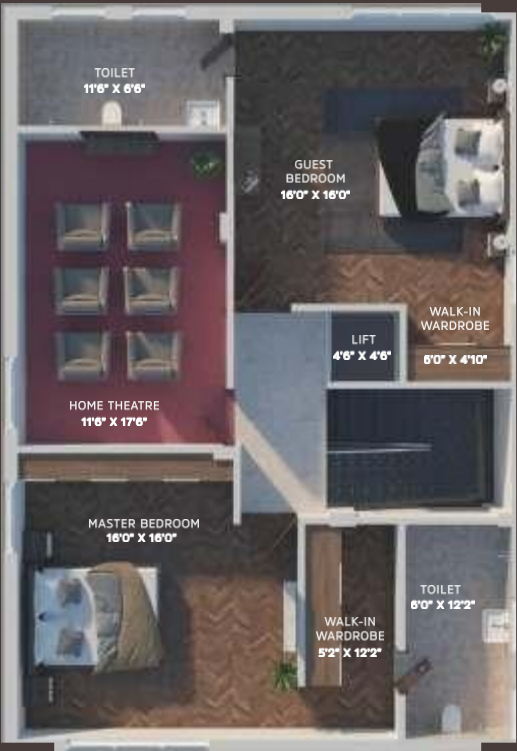 TOILET
11'6" X 6'6"
GUEST
BEDROOM
16'0" X 16'0"
WALK-IN
WARDROBE
6'0" X 4'10"
LIFT
4'6" X 4'6"
HOME THEATRE
11'6" X 17'6"
MASTER BEDROOM
16'0" X 16'0"
TOILET
6'0" X 12'2"
WALK-IN
WARDROBE
5'2" X 12'2"